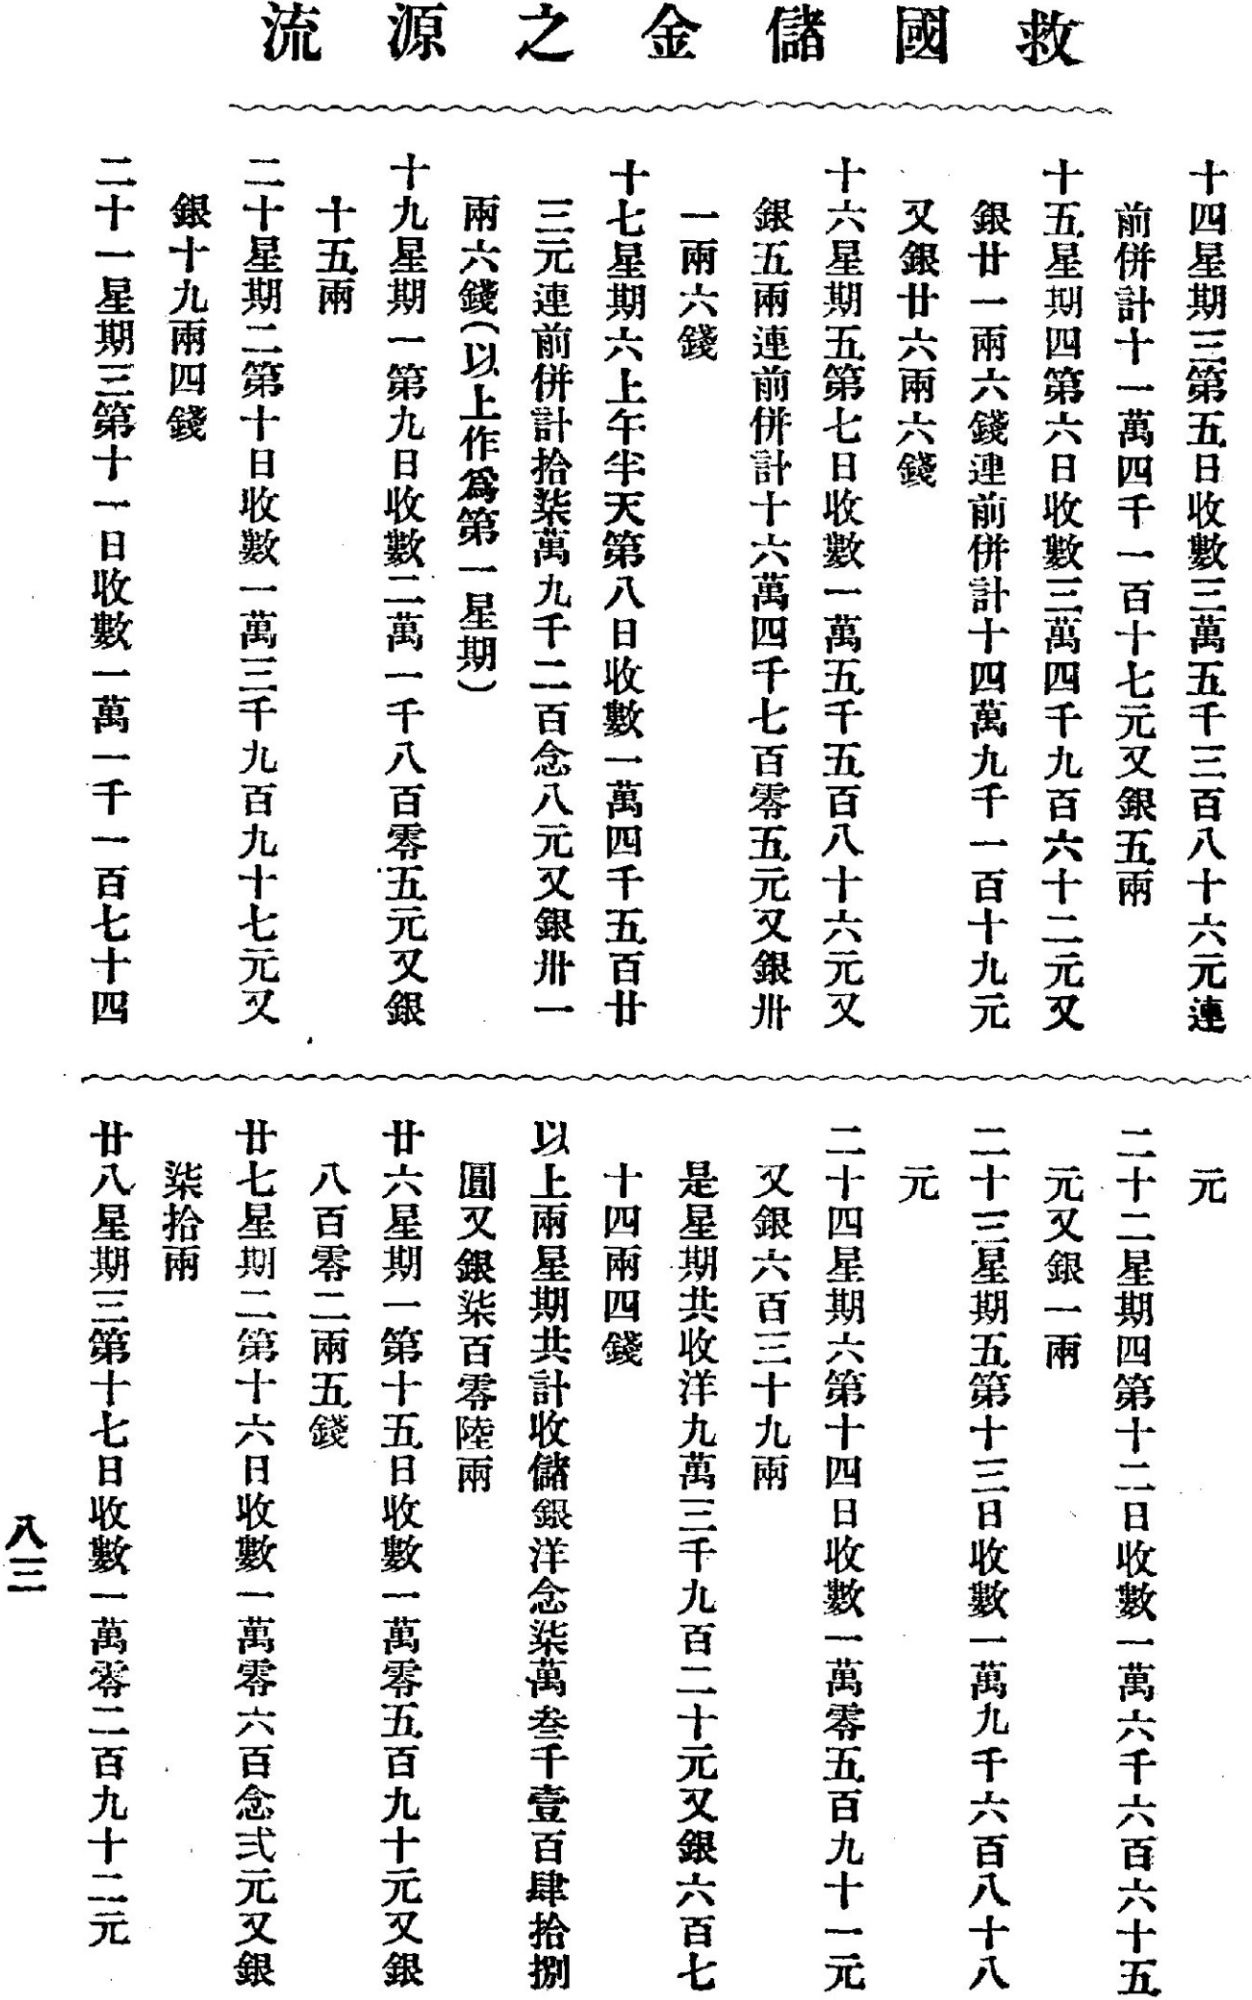 救國儲金之源流
十四星期三第五日收數三萬五千三百八十六元連
前併計十一萬四千一百十七元又銀五兩
十五星期四第六日收數三萬四千九百六十二元又
銀廿一兩六錢連前併計十四萬九千一百十九元
又銀廿六兩六錢
十六星期五第七日收數一萬五千五百八十六元又
銀五兩連前併計十六萬四千七百零五元又銀卅
一兩六錢
十七星期六上午半天第八日收數一萬四千五百廿
三元連前併計拾柒萬九千二百念八元又銀卅一
兩六錢(以上作爲第一星期)
十九星期一第九日收數二萬一千八百零五元又銀
十五兩
二十星期二第十日收數一萬三千九百九十七元又
銀十九兩四錢
二十一星期三第十一日收數一萬一千一百七十四
元
二十二星期四第十二日收數一萬六千六百六十五
元又銀一兩
二十三星期五第十三日收數一萬九千六百八十八
元
二十四星期六第十四日收數一萬零五百九十一元
又銀六百三十九兩
是星期共收洋九萬三千九百二十元又銀六百七
十四兩四錢
以上兩星期共計收儲銀洋念柒萬叁千壹百肆拾捌
圓又銀柒百零陸兩
廿六星期一第十五日收數一萬零五百九十元又銀
八百零二兩五錢
廿七星期二第十六日收數一萬零六百念弍元又銀
柒拾兩
廿八星期三第十七日收數一萬零二百九十二元
八三